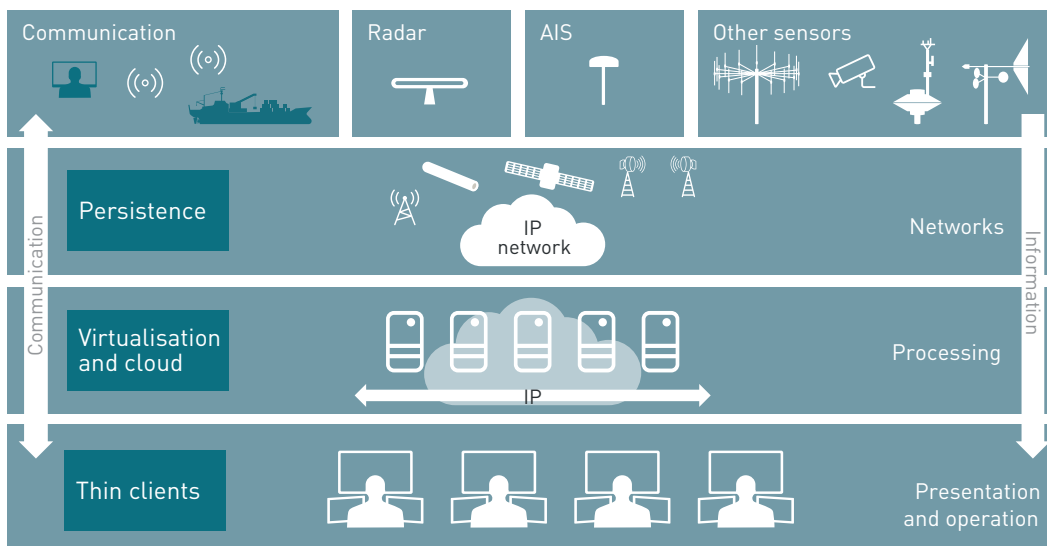 Communication
Radar
AIS
Other sensors
Persistence
IP
network
Networks
Communication
Information
Virtualisation
and cloud
IP
Processing
Thin clients
Presentation
and operation